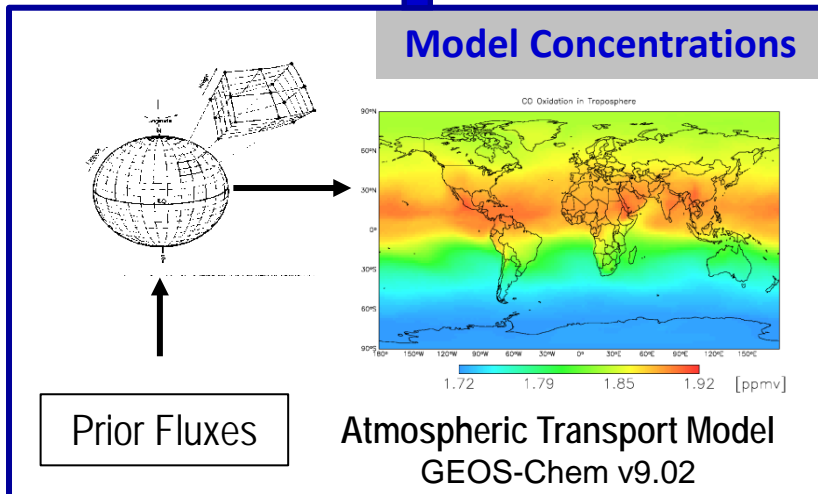 Model Concentrations
CO Oxidation in Troposphere
90°N
60°N
30°N
0°
30°S
60°S
90°S
180° 150°W 120°W 90°W 60°W 30°W 0° 30°E 60°E 90°E 120°E 150°E
1.72 1.79 1.85 1.92 [ppmv]
Prior Fluxes
Atmospheric Transport Model
GEOS-Chem v9.02